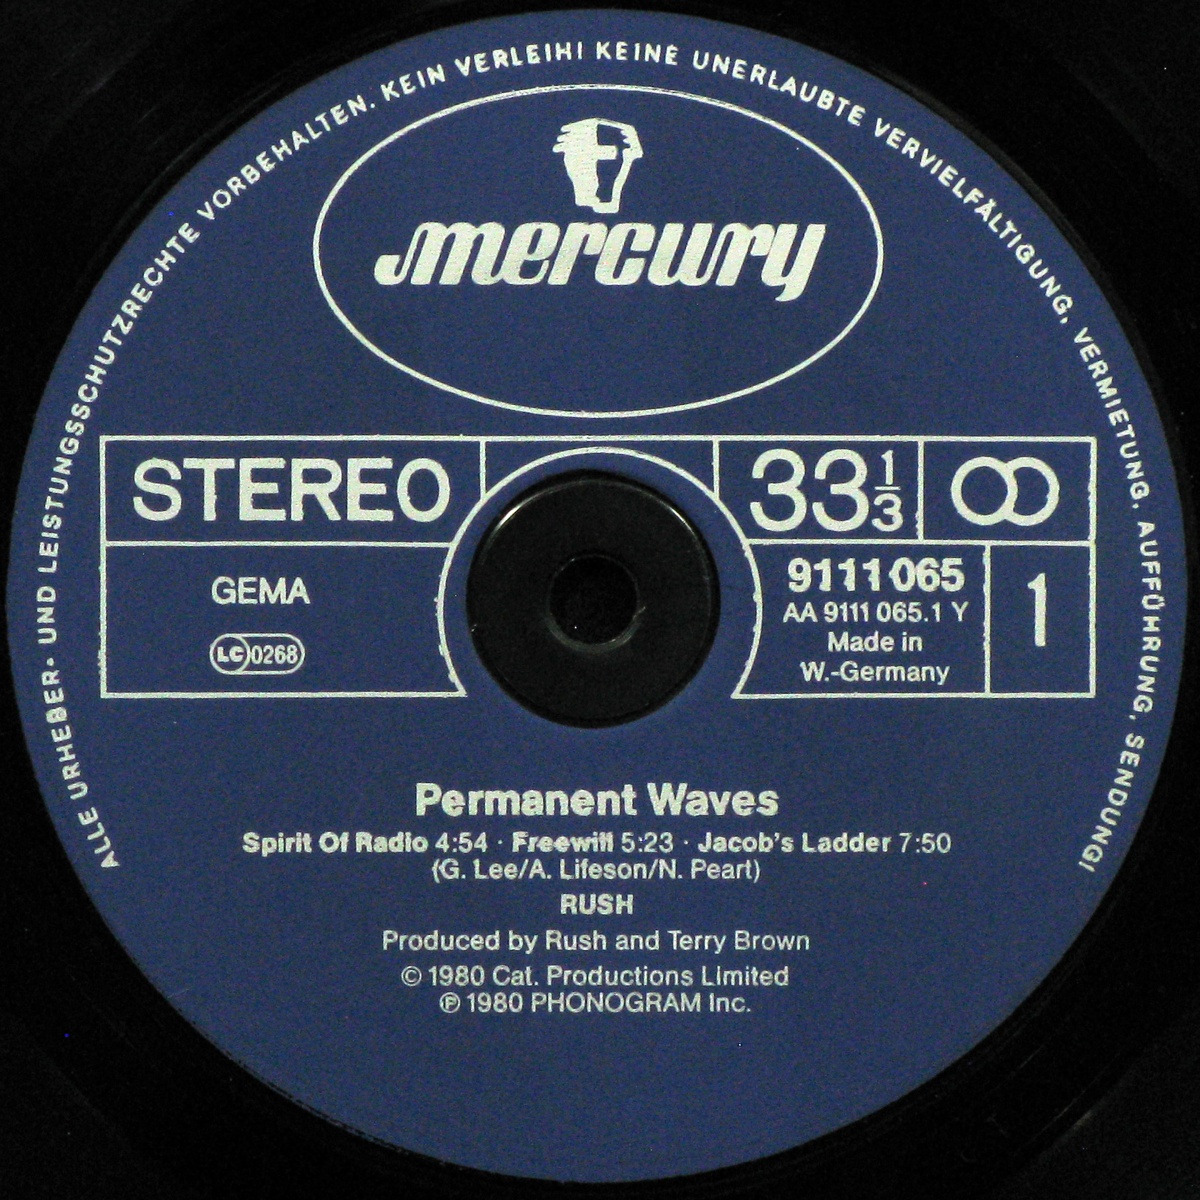 ALLE URHEBER- UND LEISTUNGSSCHUTZRECHTE VORBEHALTEN. KEIN VERLEIH! KEINE UNERLAUBTE VERVIELFÄLTIGUNG, VERMIETUNG, AUFFÜHRUNG, SENDUNG!
mercury
STEREO
33 1/3
GEMA
LC 0268
9111 065
AA 9111 065.1 Y
Made in
W.-Germany
1
Permanent Waves
Spirit Of Radio 4:54 · Freewill 5:23 · Jacob's Ladder 7:50
(G. Lee/A. Lifeson/N. Peart)
RUSH
Produced by Rush and Terry Brown
© 1980 Cat. Productions Limited
℗ 1980 PHONOGRAM Inc.